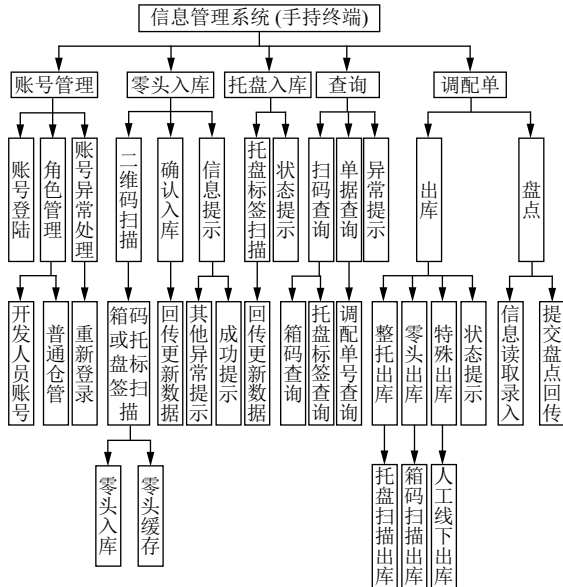 信息管理系统(手持终端)
账号管理
零头入库
托盘入库
查询
调配单
账号登陆
角色管理
账号异常处理
二维码扫描
确认入库
信息提示
托盘标签扫描
状态提示
扫码查询
单据查询
异常提示
出库
盘点
开发人员账号
普通仓管
重新登录
箱码或托盘标签扫描
回传更新数据
其他异常提示
成功提示
回传更新数据
箱码查询
托盘标签查询
调配单号查询
整托出库
零头出库
特殊出库
状态提示
信息读取录入
提交盘点回传
零头入库
零头缓存
托盘扫描出库
箱码扫描出库
人工线下出库